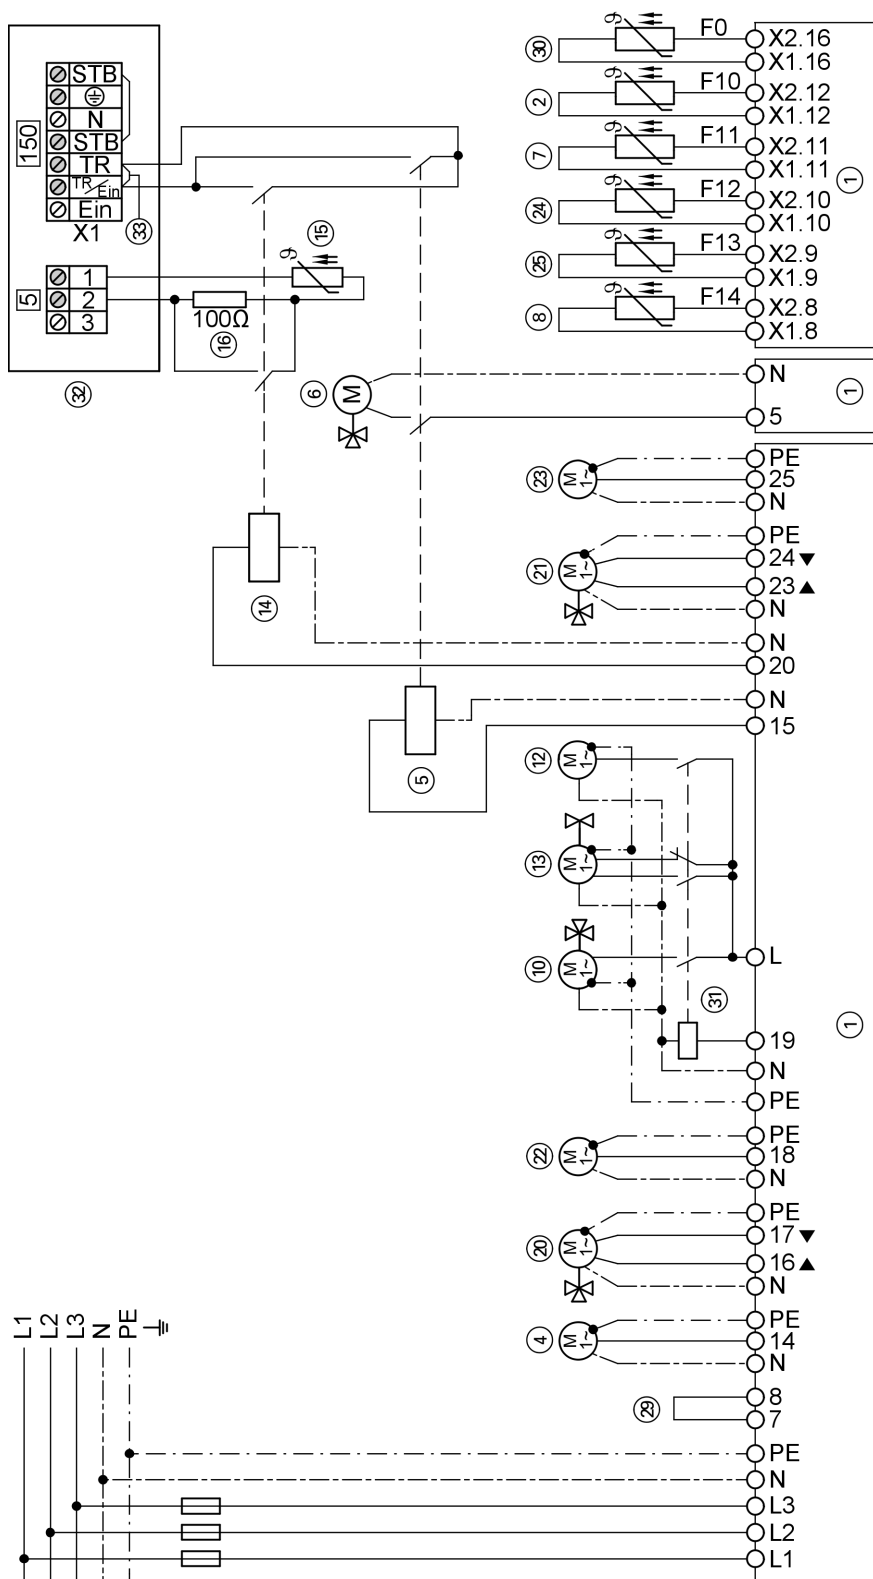 F0
X2.16
30
X1.16
F10
X2.12
2
X1.12
F11
X2.11
7
X1.11
1
F12
X2.10
24
X1.10
F13
X2.9
25
X1.9
F14
X2.8
8
X1.8
150
STB
N
STB
TR
TR/Ein
Ein
X1
33
5
1
2
3
32
ϑ 15
100Ω
16
6
M
N
5
1
PE
23 M 1~
25
N
PE
24▼
21 M 1~
23▲
N
14
N
20
N
15
5
12 M 1~
13 M 1~
10 M 1~
L
31
19
1
N
PE
PE
22 M 1~
18
N
PE
17▼
20 M 1~
16▲
N
PE
4 M 1~
14
N
8
29
7
L1
L2
L3
N
PE
PE
N
L3
L2
L1